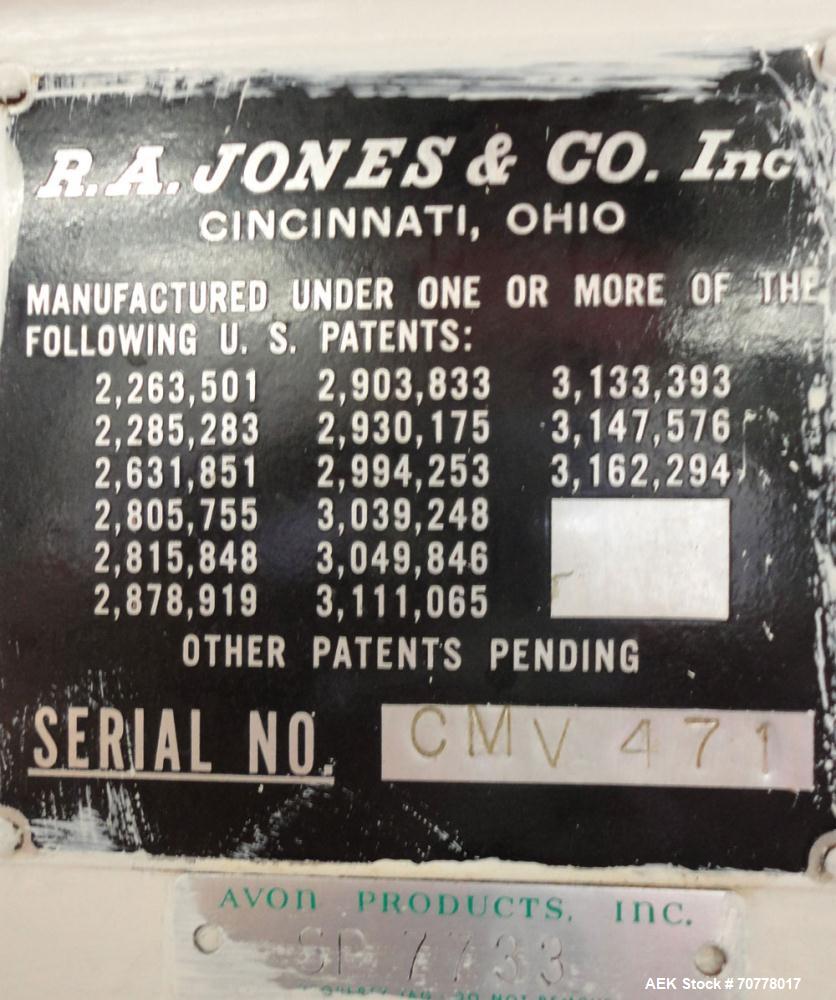 R.A. JONES & CO. Inc
CINCINNATI, OHIO
MANUFACTURED UNDER ONE OR MORE OF THE
FOLLOWING U. S. PATENTS:
2,263,501 2,903,833 3,133,393
2,285,283 2,930,175 3,147,576
2,631,851 2,994,253 3,162,294
2,805,755 3,039,248
2,815,848 3,049,846
2,878,919 3,111,065
OTHER PATENTS PENDING
SERIAL NO. CMV 471
AVON PRODUCTS, INC.
SP 7733
DO NOT
AEK Stock # 70778017